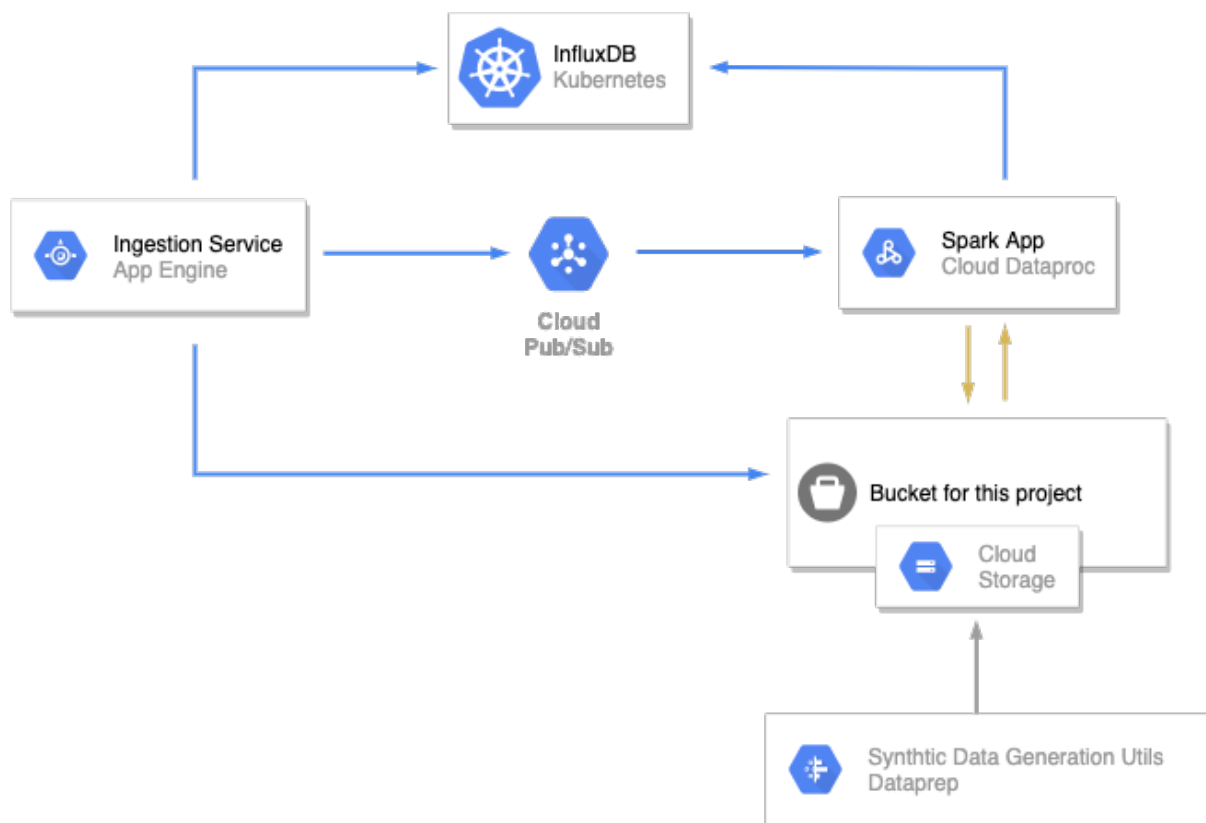 InfluxDB
Kubernetes
Ingestion Service
App Engine
Cloud
Pub/Sub
Spark App
Cloud Dataproc
Bucket for this project
Cloud
Storage
Synthtic Data Generation Utils
Dataprep